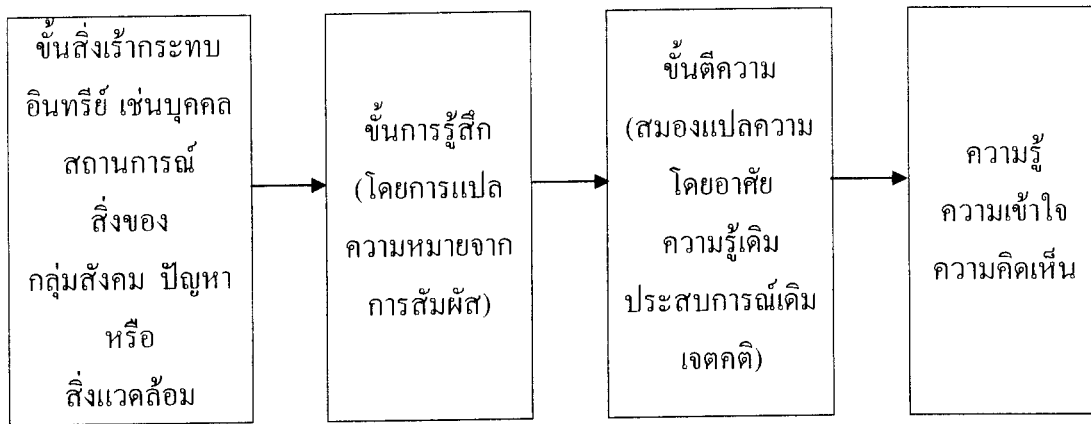 ขั้นสิ่งเร้ากระทบ
อินทรีย์ เช่นบุคคล
สถานการณ์
สิ่งของ
กลุ่มสังคม ปัญหา
หรือ
สิ่งแวดล้อม
ขั้นการรู้สึก
(โดยการแปล
ความหมายจาก
การสัมผัส)
ขั้นตีความ
(สมองแปลความ
โดยอาศัย
ความรู้เดิม
ประสบการณ์เดิม
เจตคติ)
ความรู้
ความเข้าใจ
ความคิดเห็น